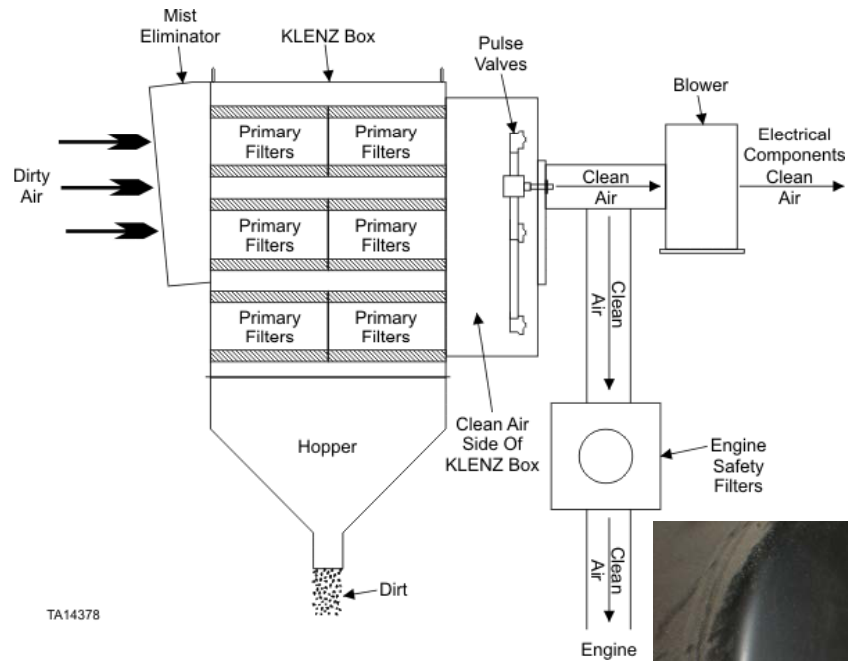 Mist
Eliminator
KLENZ Box
Pulse
Valves
Blower
Electrical
Components
Clean
Air
Dirty
Air
Primary
Filters
Primary
Filters
Clean
Air
Primary
Filters
Primary
Filters
Clean
Air
Primary
Filters
Primary
Filters
Clean Air
Side Of
KLENZ Box
Hopper
Engine
Safety
Filters
Clean
Air
Dirt
TA14378
Engine